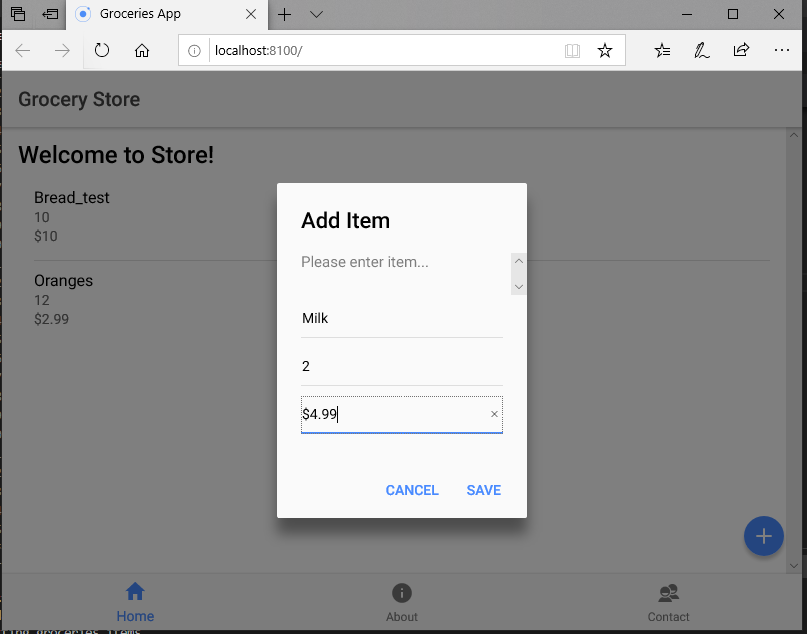 Groceries App
localhost:8100/
Grocery Store
Welcome to Store!
Bread_test
10
$10
Oranges
12
$2.99
Add Item
Please enter item...
Milk
2
$4.99
CANCEL
SAVE
Home
About
Contact